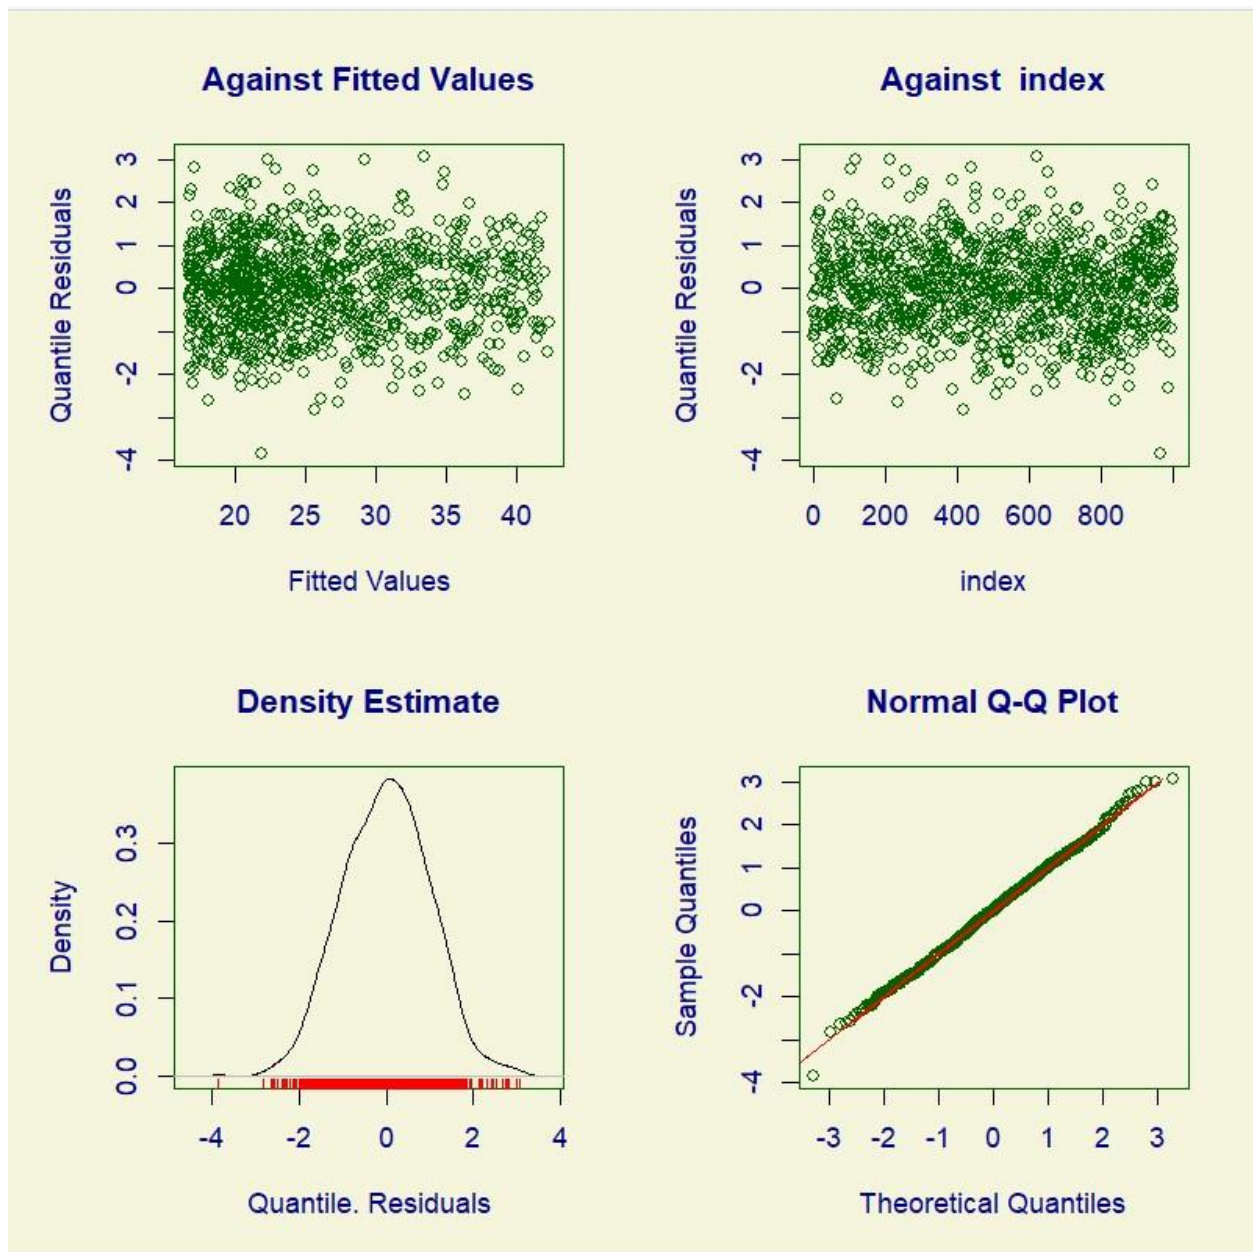 Against Fitted Values
Quantile Residuals
3
2
1
0
-2
-4
20 25 30 35 40
Fitted Values
Against  index
Quantile Residuals
3
2
1
0
-2
-4
0 200 400 600 800
index
Density Estimate
Density
0.3
0.2
0.1
0.0
-4 -2 0 2 4
Quantile. Residuals
Normal Q-Q Plot
Sample Quantiles
3
2
1
0
-2
-4
-3 -2 -1 0 1 2 3
Theoretical Quantiles